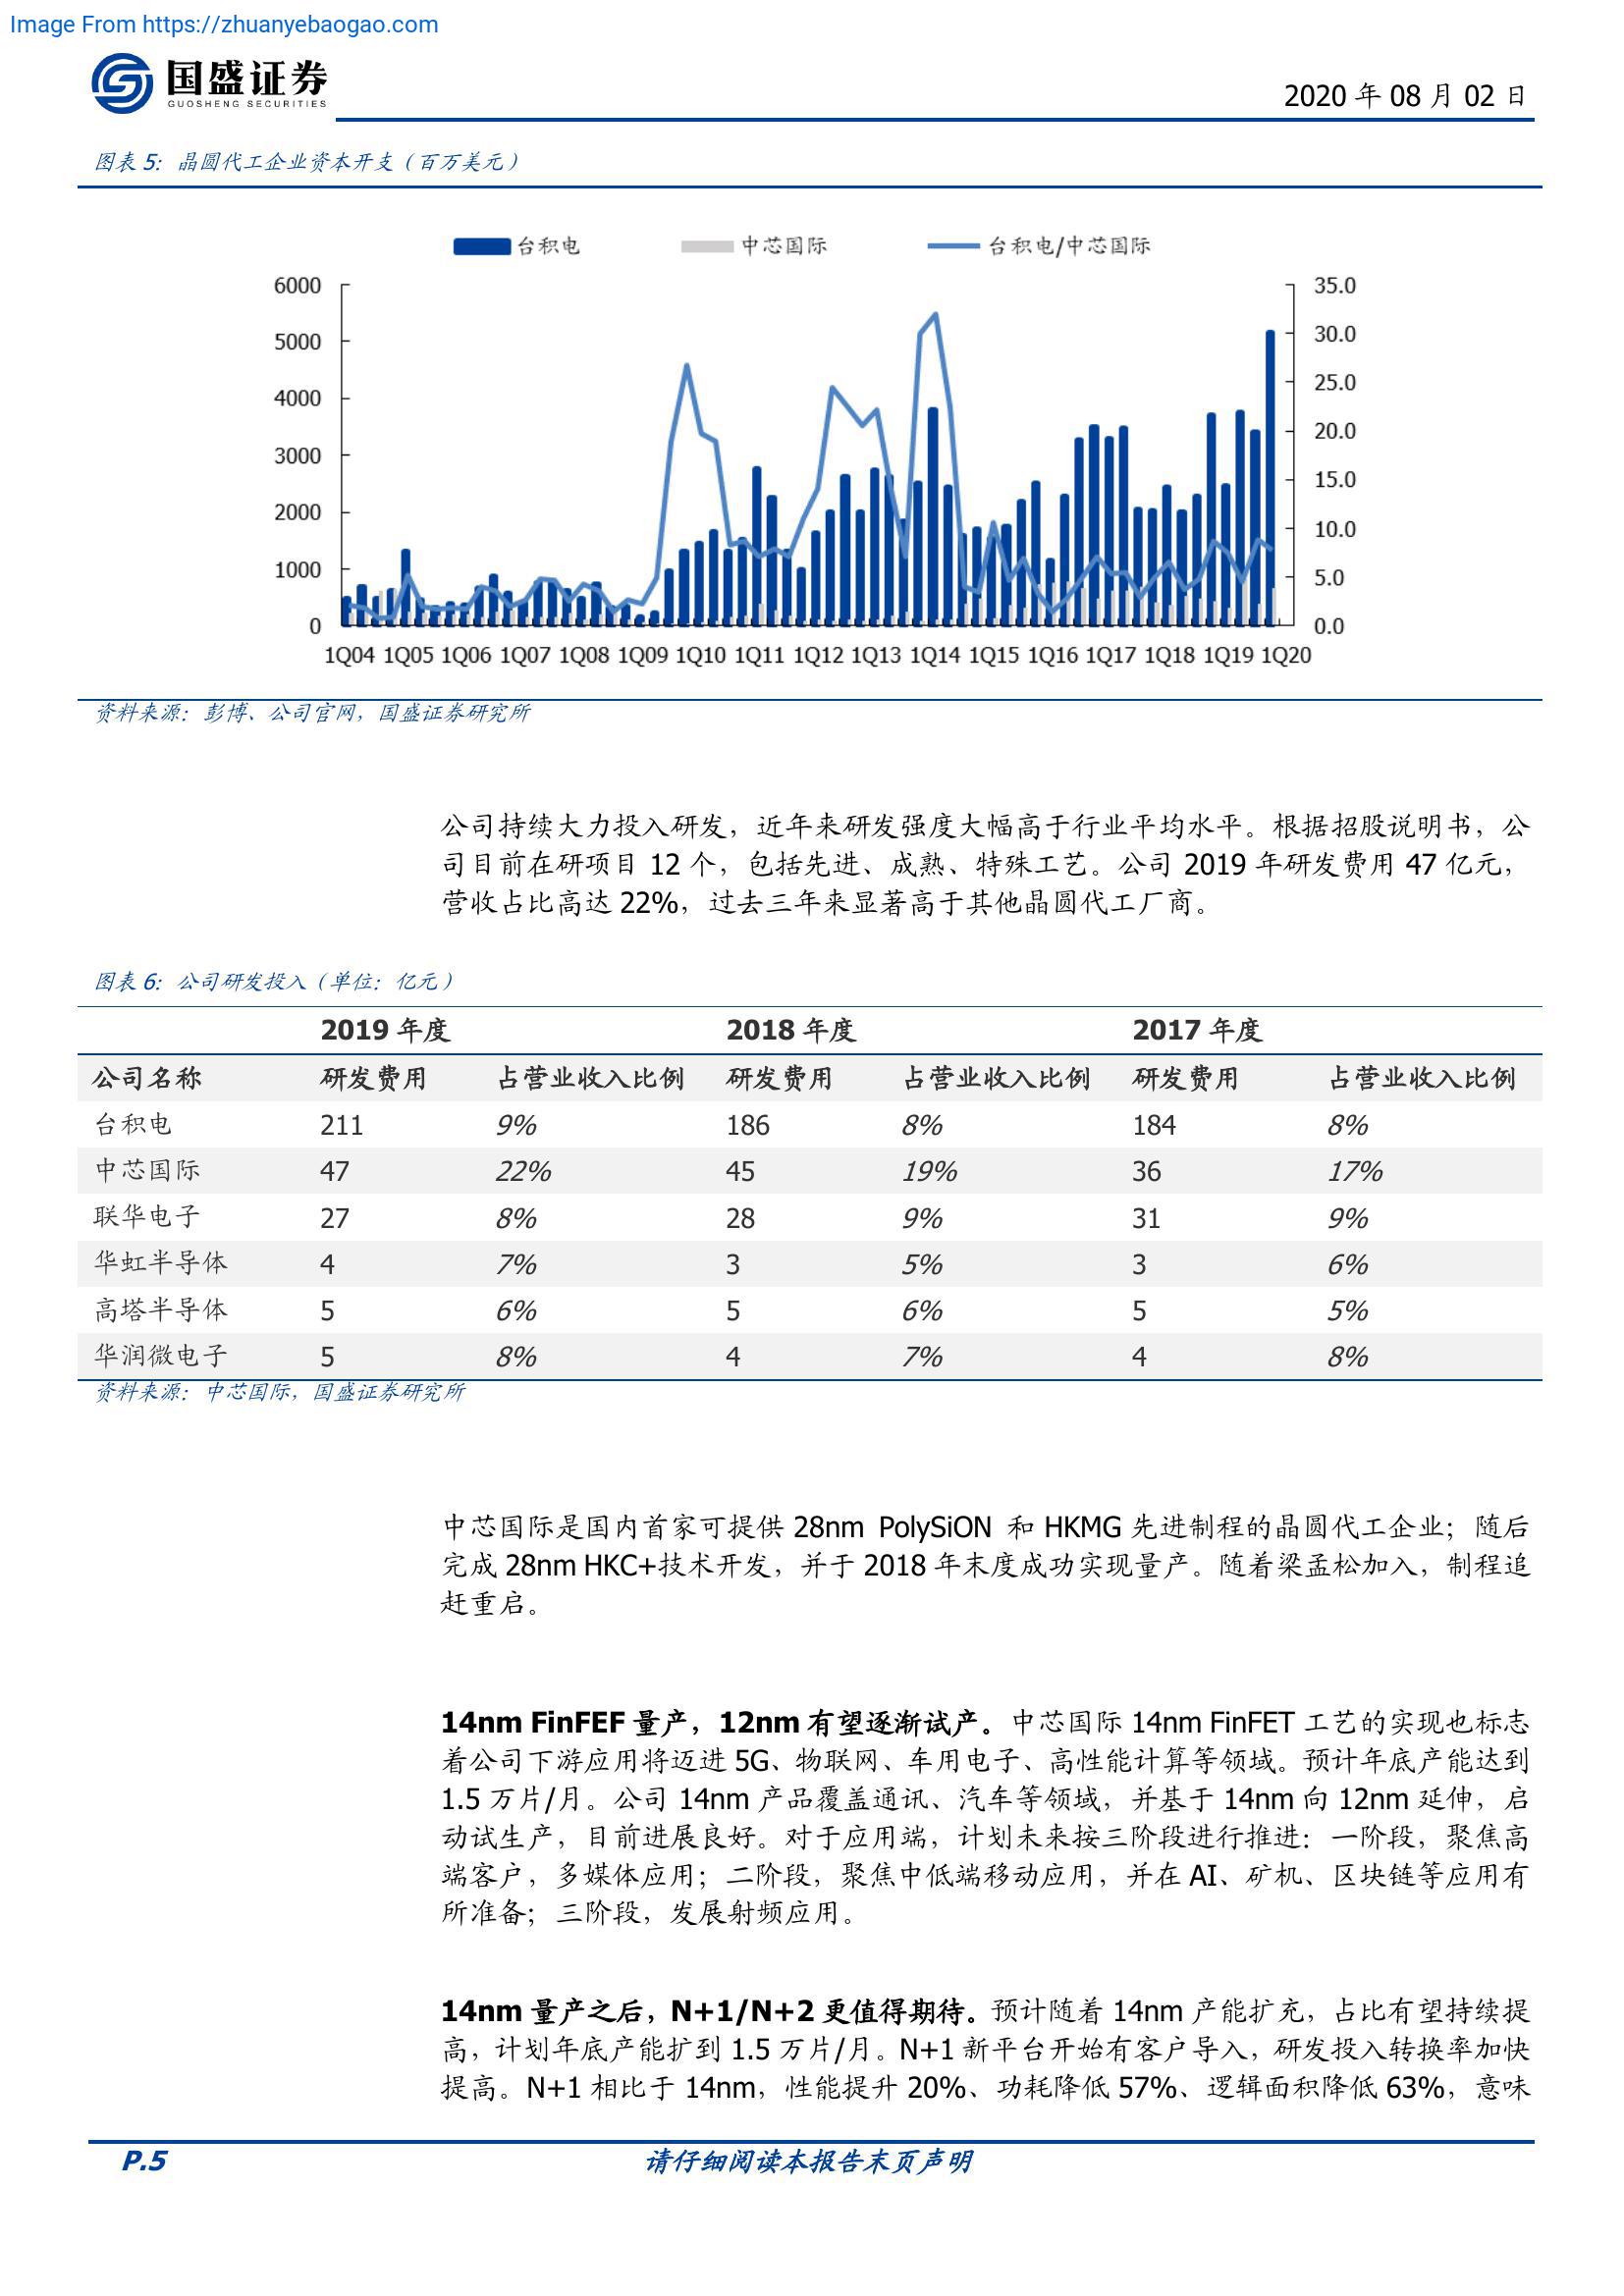 Image From https://zhuanyebaogao.com
国盛证券
GUOSHENG SECURITIES
2020 年 08 月 02 日
图表 5：晶圆代工企业资本开支（百万美元）
台积电 中芯国际 台积电/中芯国际
6000 35.0
5000 30.0
4000 25.0
3000 20.0
2000 15.0
1000 10.0
0 5.0
0.0
1Q04 1Q05 1Q06 1Q07 1Q08 1Q09 1Q10 1Q11 1Q12 1Q13 1Q14 1Q15 1Q16 1Q17 1Q18 1Q19 1Q20
资料来源：彭博、公司官网，国盛证券研究所
公司持续大力投入研发，近年来研发强度大幅高于行业平均水平。根据招股说明书，公
司目前在研项目 12 个，包括先进、成熟、特殊工艺。公司 2019 年研发费用 47 亿元，
营收占比高达 22%，过去三年来显著高于其他晶圆代工厂商。
图表 6：公司研发投入（单位：亿元）
2019 年度 2018 年度 2017 年度
公司名称 研发费用 占营业收入比例 研发费用 占营业收入比例 研发费用 占营业收入比例
台积电 211 9% 186 8% 184 8%
中芯国际 47 22% 45 19% 36 17%
联华电子 27 8% 28 9% 31 9%
华虹半导体 4 7% 3 5% 3 6%
高塔半导体 5 6% 5 6% 5 5%
华润微电子 5 8% 4 7% 4 8%
资料来源：中芯国际，国盛证券研究所
中芯国际是国内首家可提供 28nm PolySiON 和 HKMG 先进制程的晶圆代工企业；随后
完成 28nm HKC+技术开发，并于 2018 年末度成功实现量产。随着梁孟松加入，制程追
赶重启。
14nm FinFEF 量产，12nm 有望逐渐试产。中芯国际 14nm FinFET 工艺的实现也标志
着公司下游应用将迈进 5G、物联网、车用电子、高性能计算等领域。预计年底产能达到
1.5 万片/月。公司 14nm 产品覆盖通讯、汽车等领域，并基于 14nm 向 12nm 延伸，启
动试生产，目前进展良好。对于应用端，计划未来按三阶段进行推进：一阶段，聚焦高
端客户，多媒体应用；二阶段，聚焦中低端移动应用，并在 AI、矿机、区块链等应用有
所准备；三阶段，发展射频应用。
14nm 量产之后，N+1/N+2 更值得期待。预计随着 14nm 产能扩充，占比有望持续提
高，计划年底产能扩到 1.5 万片/月。N+1 新平台开始有客户导入，研发投入转换率加快
提高。N+1 相比于 14nm，性能提升 20%、功耗降低 57%、逻辑面积降低 63%，意味
P.5 请仔细阅读本报告末页声明